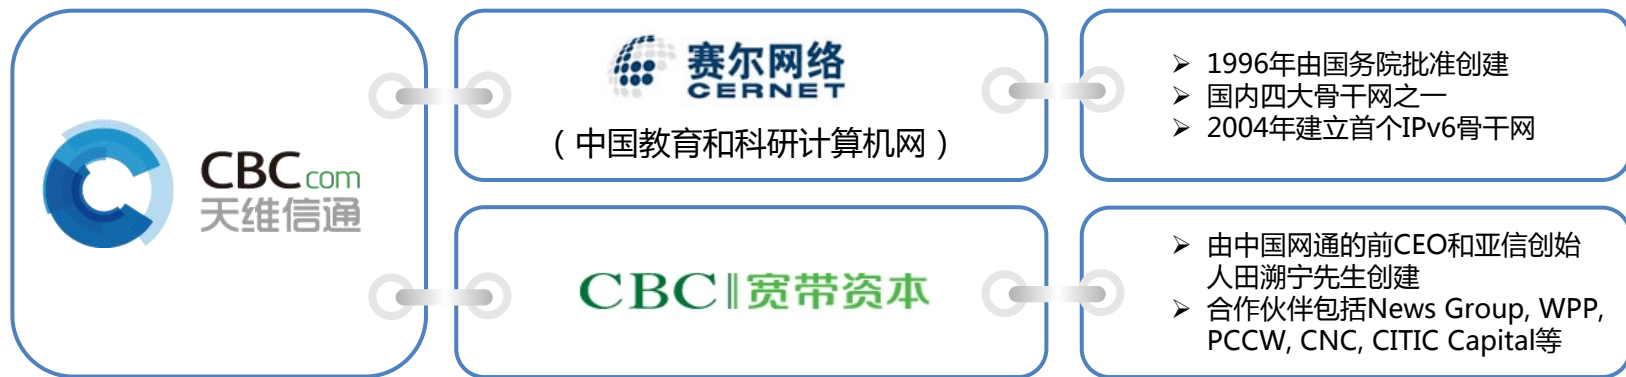 CBCcom
天维信通
赛尔网络
CERNET
（中国教育和科研计算机网）
➢ 1996年由国务院批准创建
➢ 国内四大骨干网之一
➢ 2004年建立首个IPv6骨干网
CBC‖宽带资本
➢ 由中国网通的前CEO和亚信创始
人田溯宁先生创建
➢ 合作伙伴包括News Group, WPP,
PCCW, CNC, CITIC Capital等